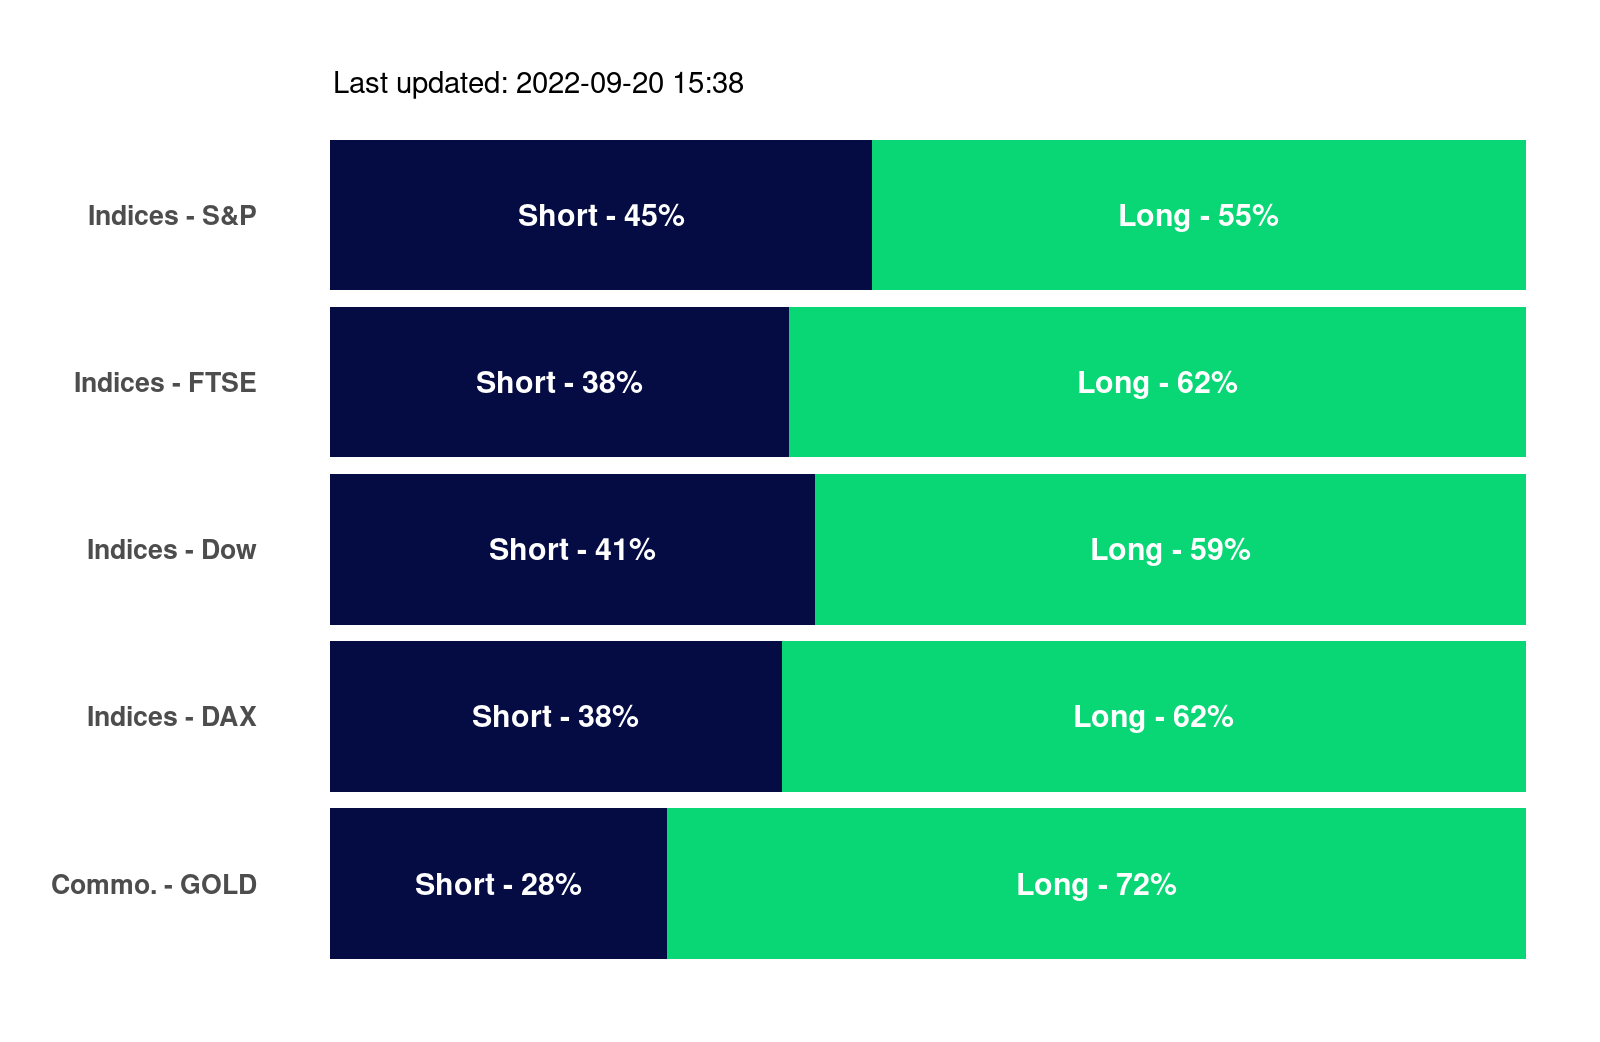 Last updated: 2022-09-20 15:38
Indices - S&P Short - 45% Long - 55%
Indices - FTSE Short - 38% Long - 62%
Indices - Dow Short - 41% Long - 59%
Indices - DAX Short - 38% Long - 62%
Commo. - GOLD Short - 28% Long - 72%